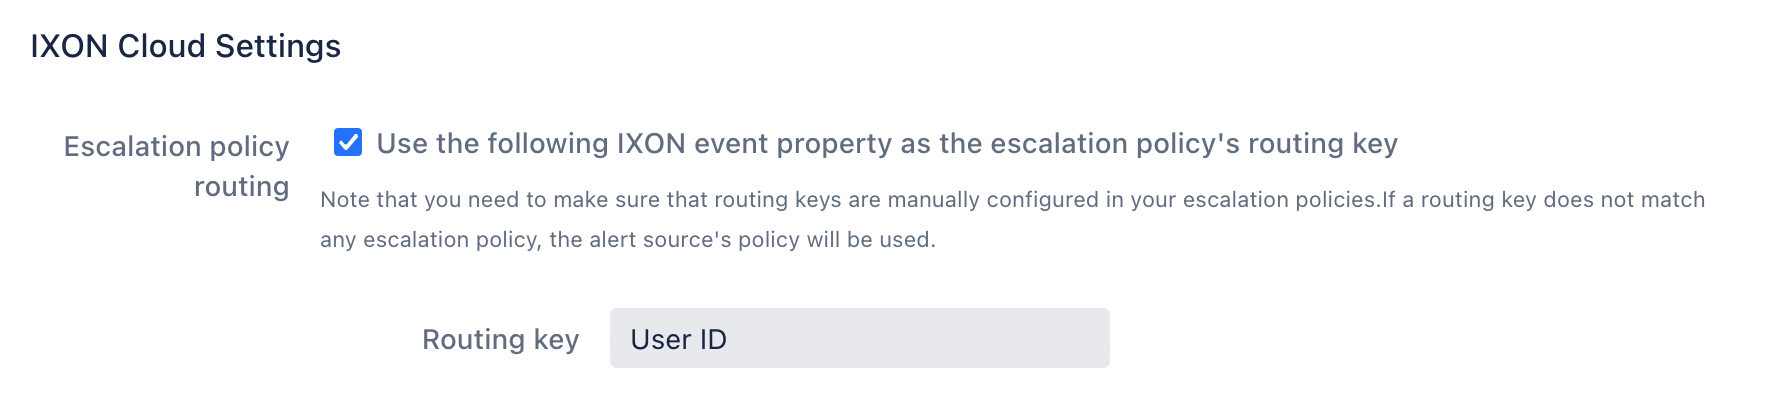 IXON Cloud Settings
Escalation policy
routing
Use the following IXON event property as the escalation policy's routing key
Note that you need to make sure that routing keys are manually configured in your escalation policies.If a routing key does not match
any escalation policy, the alert source's policy will be used.
Routing key
User ID